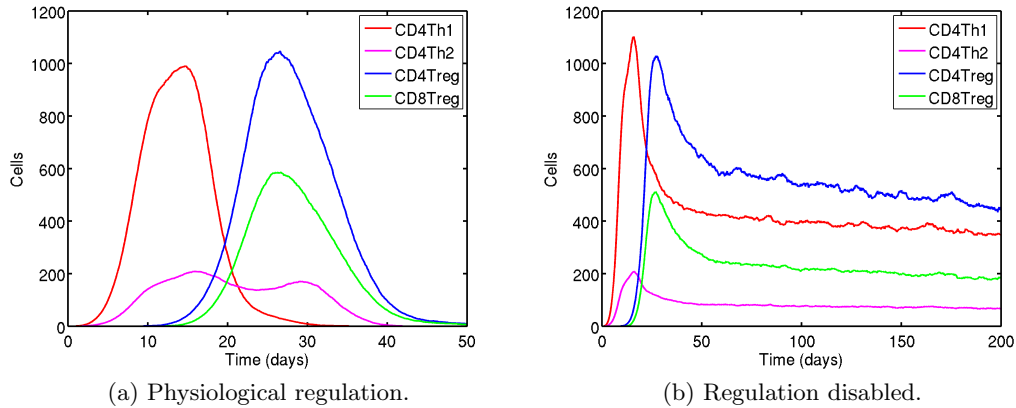 1200
1000
800
600
400
200
0
Cells
0 10 20 30 40 50
Time (days)
CD4Th1
CD4Th2
CD4Treg
CD8Treg
(a) Physiological regulation.
1200
1000
800
600
400
200
0
Cells
0 50 100 150 200
Time (days)
CD4Th1
CD4Th2
CD4Treg
CD8Treg
(b) Regulation disabled.